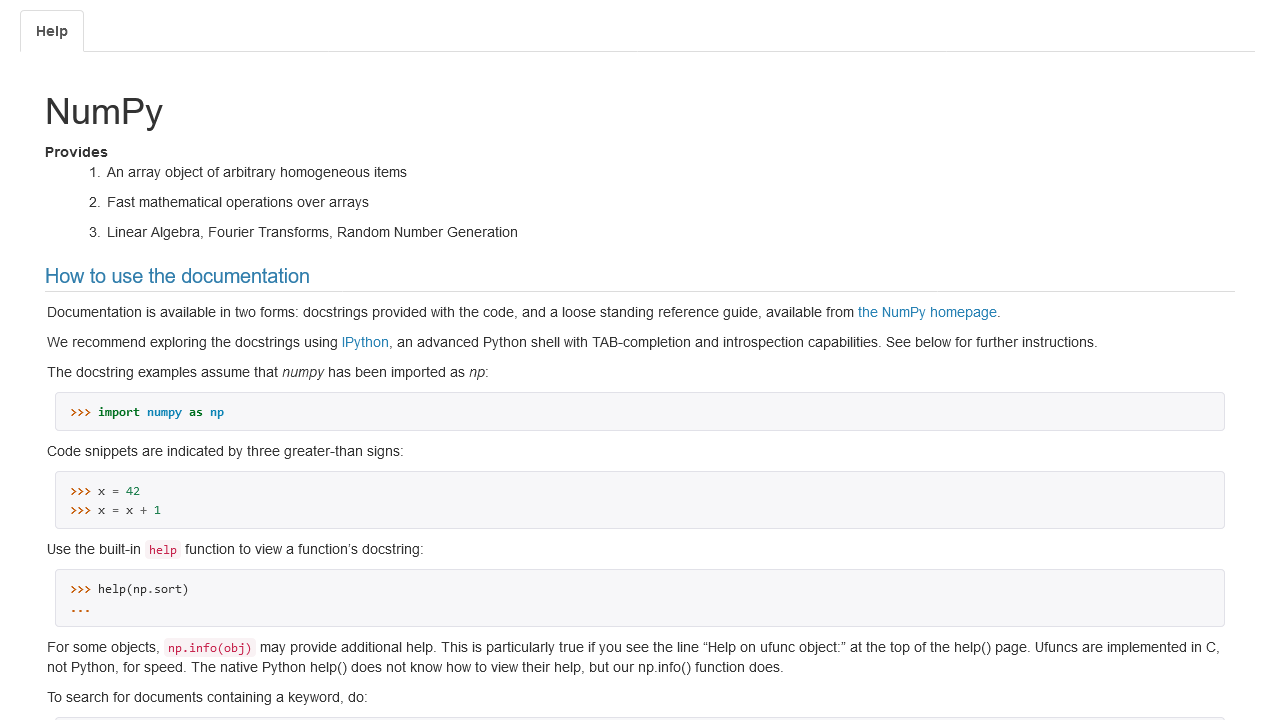 Help
NumPy
Provides
1. An array object of arbitrary homogeneous items
2. Fast mathematical operations over arrays
3. Linear Algebra, Fourier Transforms, Random Number Generation
How to use the documentation
Documentation is available in two forms: docstrings provided with the code, and a loose standing reference guide, available from the NumPy homepage.
We recommend exploring the docstrings using IPython, an advanced Python shell with TAB-completion and introspection capabilities. See below for further instructions.
The docstring examples assume that numpy has been imported as np:
>>> import numpy as np
Code snippets are indicated by three greater-than signs:
>>> x = 42
>>> x = x + 1
Use the built-in help function to view a function’s docstring:
>>> help(np.sort)
...
For some objects, np.info(obj) may provide additional help. This is particularly true if you see the line “Help on ufunc object:” at the top of the help() page. Ufuncs are implemented in C,
not Python, for speed. The native Python help() does not know how to view their help, but our np.info() function does.
To search for documents containing a keyword, do: